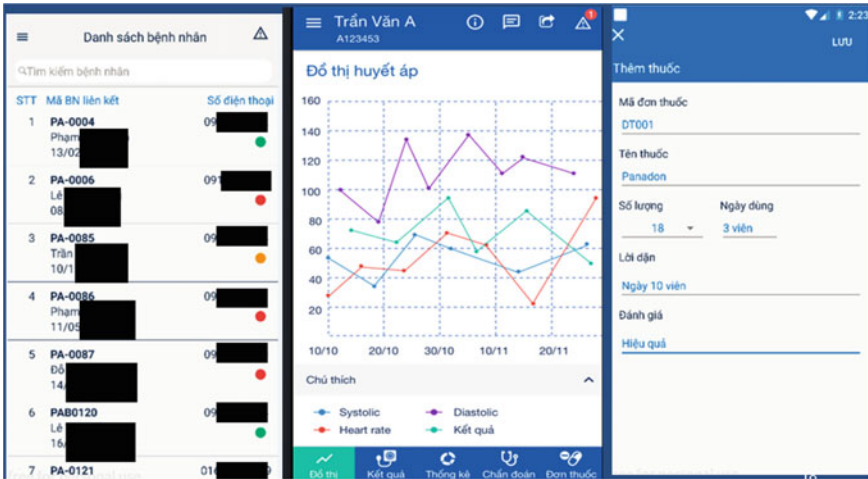 Danh sách bệnh nhân
Tìm kiếm bệnh nhân
STT Mã BN liên kết Số điện thoại
1 PA-0004 09
Phạm
13/02
2 PA-0006 091
Lê
08
3 PA-0085 09
Trần
10/1
4 PA-0086 09
Phạm
11/05
5 PA-0087 09
Đỗ
14/
6 PAB0120 09
Lê
16/
7 PA-0121 016 9
Trần Văn A
A123453
1
Đồ thị huyết áp
160
140
120
100
80
60
40
20
10/10 20/10 30/10 10/11 20/11
Chú thích
Systolic Diastolic
Heart rate Kết quả
Đồ thị Kết quả Thống kê Chẩn đoán Đơn thuốc
2:23
LƯU
Thêm thuốc
Mã đơn thuốc
DT001
Tên thuốc
Panadon
Số lượng Ngày dùng
18 3 viên
Lời dặn
Ngày 10 viên
Đánh giá
Hiệu quả